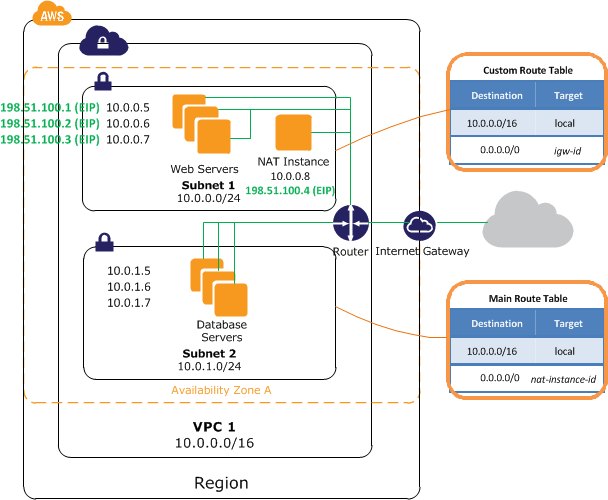 AWS
198.51.100.1 (EIP) 10.0.0.5
198.51.100.2 (EIP) 10.0.0.6
198.51.100.3 (EIP) 10.0.0.7
Web Servers
Subnet 1
10.0.0.0/24
NAT Instance
10.0.0.8
198.51.100.4 (EIP)
Custom Route Table
Destination Target
10.0.0.0/16 local
0.0.0.0/0 igw-id
Router
Internet Gateway
10.0.1.5
10.0.1.6
10.0.1.7
Database
Servers
Subnet 2
10.0.1.0/24
Main Route Table
Destination Target
10.0.0.0/16 local
0.0.0.0/0 nat-instance-id
Availability Zone A
VPC 1
10.0.0.0/16
Region